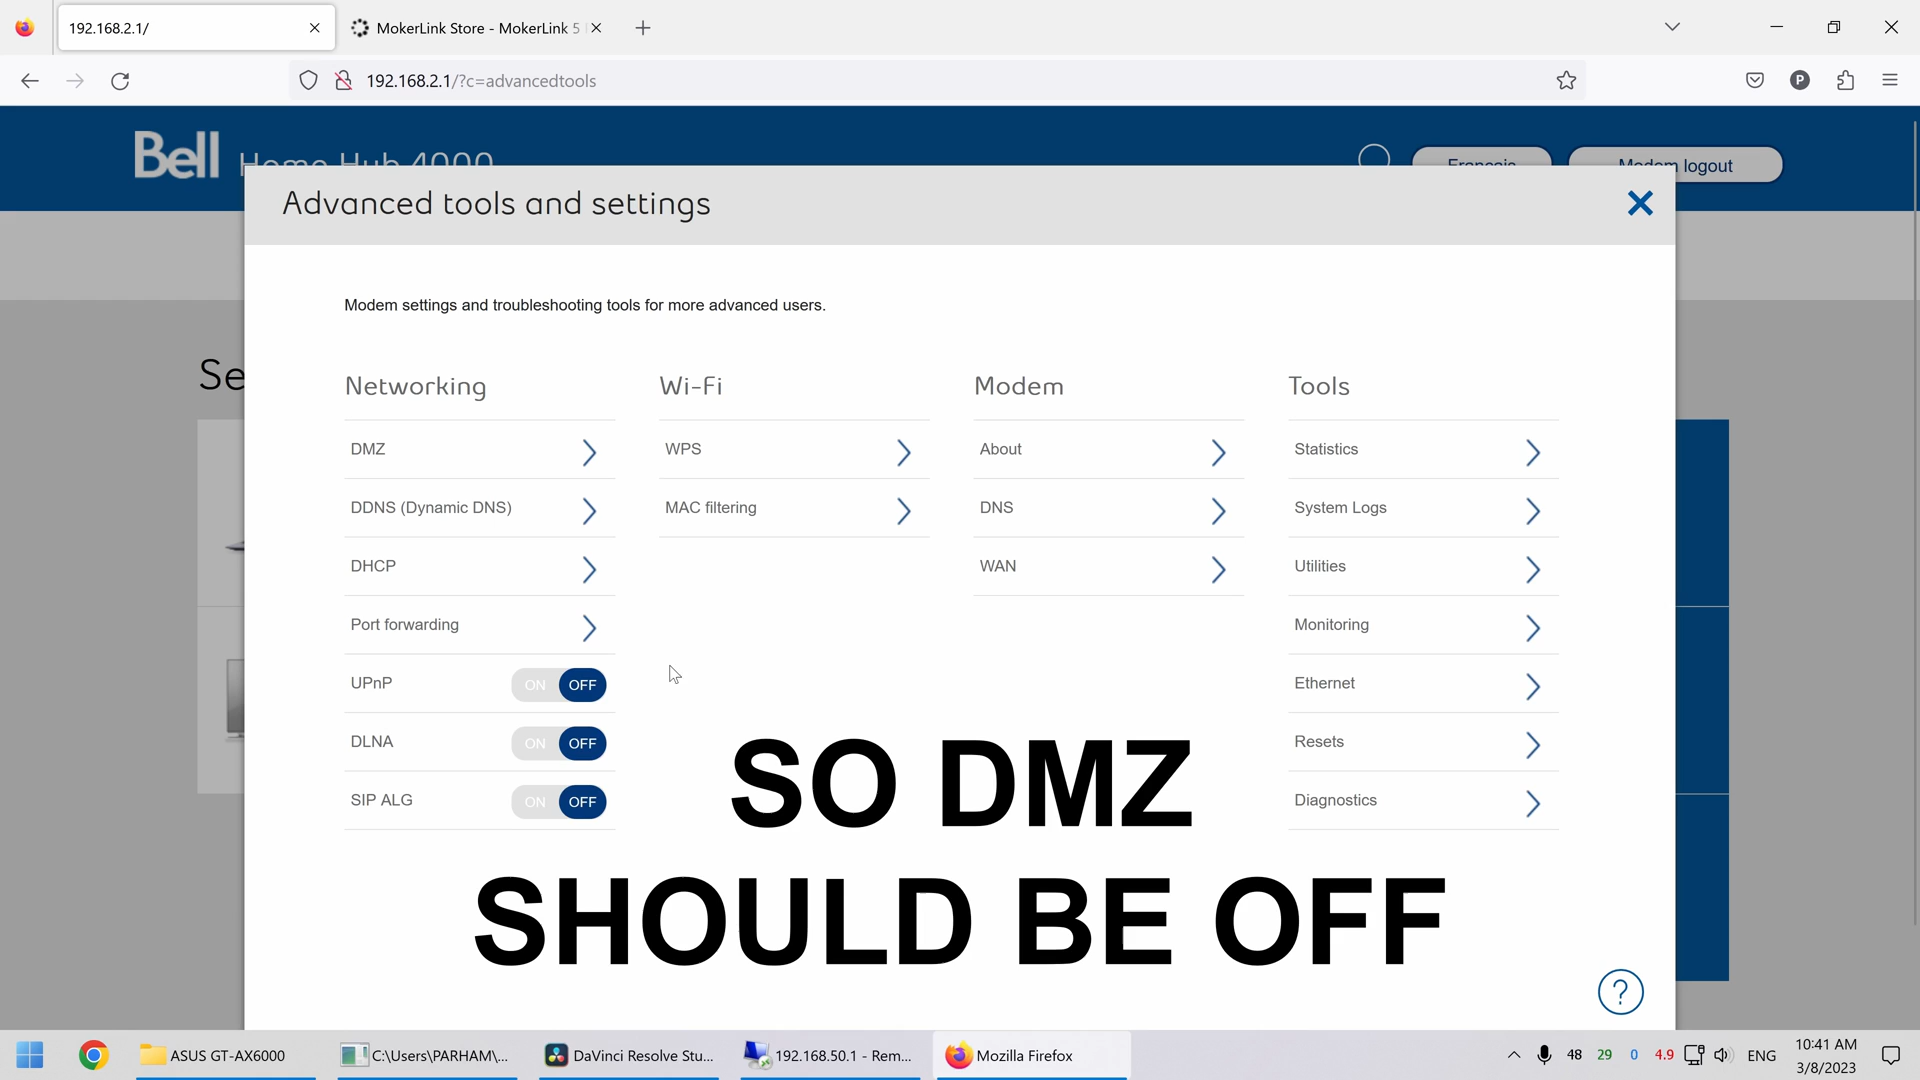 192.168.2.1/
MokerLink Store - MokerLink 5
192.168.2.1/?c=advancedtools
P
Bell
Home Hub 4000
Français
Modem logout
Advanced tools and settings
Modem settings and troubleshooting tools for more advanced users.
Se
Networking
DMZ
DDNS (Dynamic DNS)
DHCP
Port forwarding
UPnP
ON OFF
DLNA
ON OFF
SIP ALG
ON OFF
Wi-Fi
WPS
MAC filtering
Modem
About
DNS
WAN
Tools
Statistics
System Logs
Utilities
Monitoring
Ethernet
Resets
Diagnostics
SO DMZ
SHOULD BE OFF
?
ASUS GT-AX6000
C:\Users\PARHAM\...
DaVinci Resolve Stu...
192.168.50.1 - Rem...
Mozilla Firefox
48 29 0 4.9
ENG
10:41 AM
3/8/2023